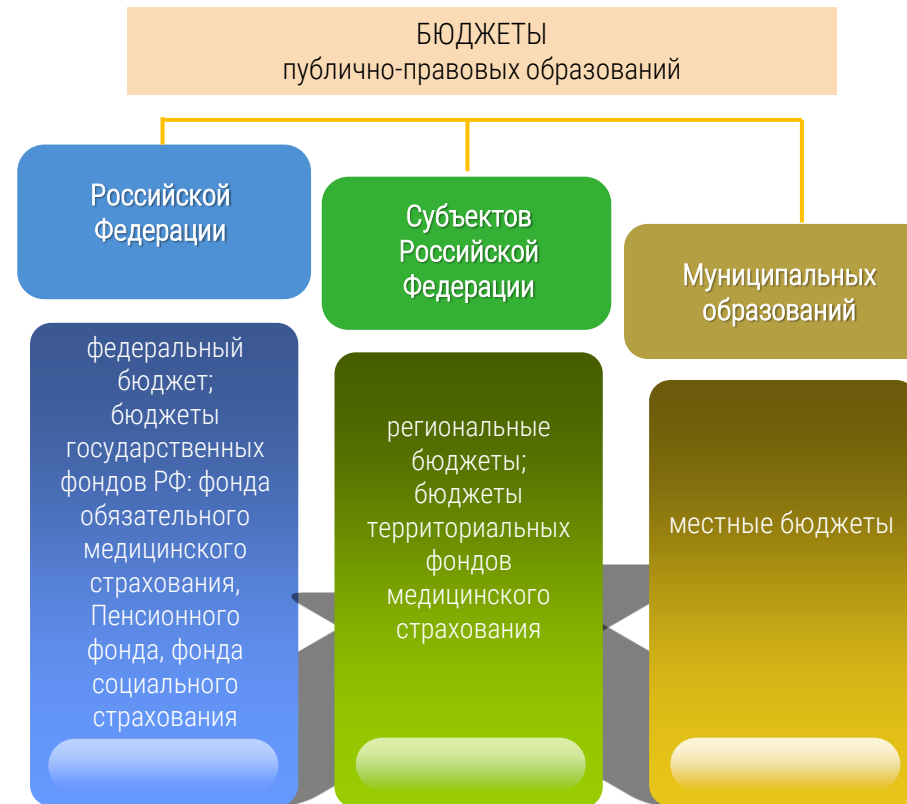 БЮДЖЕТЫ
публично-правовых образований
Российской
Федерации
Субъектов
Российской
Федерации
Муниципальных
образований
федеральный
бюджет;
бюджеты
государственных
фондов РФ: фонда
обязательного
медицинского
страхования,
Пенсионного
фонда, фонда
социального
страхования
региональные
бюджеты;
бюджеты
территориальных
фондов
медицинского
страхования
местные бюджеты